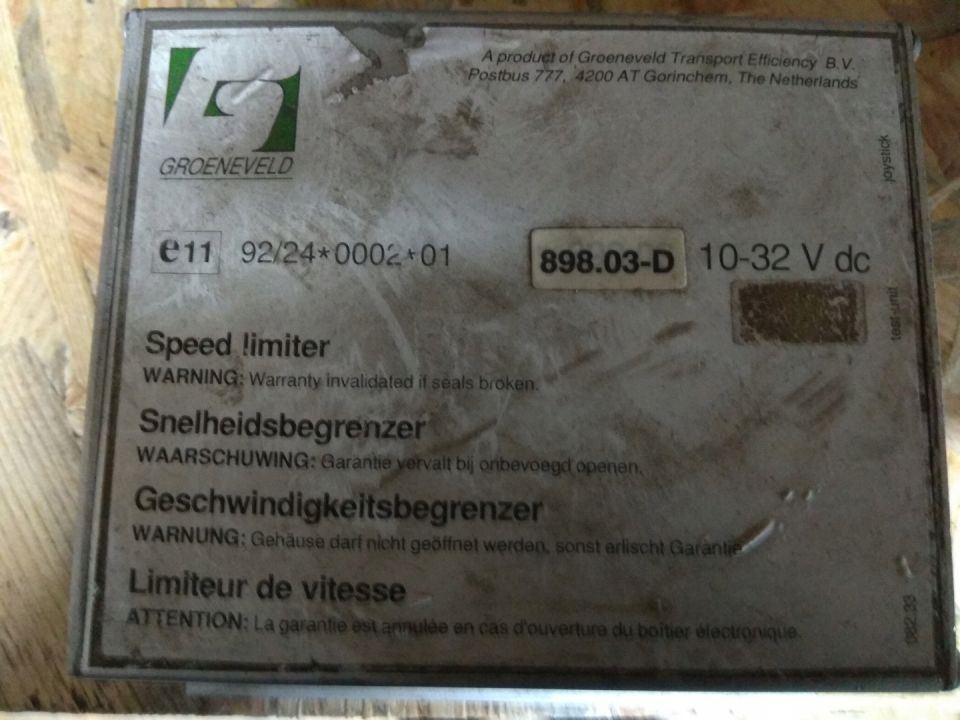 A product of Groeneveld Transport Efficiency B.V.
Postbus 777, 4200 AT Gorinchem, The Netherlands
GROENEVELD
joystick
e11 92/24*0002*01
898.03-D 10-32 V dc
test-unit
Speed limiter
WARNING: Warranty invalidated if seals broken.
Snelheidsbegrenzer
WAARSCHUWING: Garantie vervalt bij onbevoegd openen.
Geschwindigkeitsbegrenzer
WARNUNG: Gehäuse darf nicht geöffnet werden, sonst erlischt Garantie
Limiteur de vitesse
ATTENTION: La garantie est annulée en cas d'ouverture du boîtier électronique.